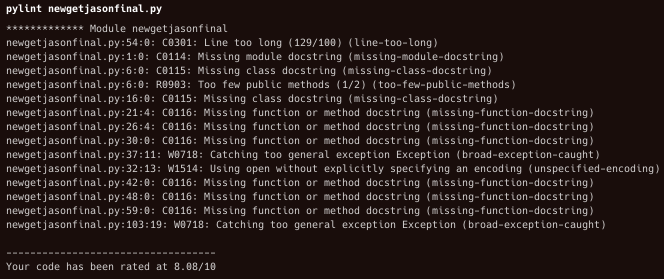 pylint newgetjasonfinal.py
************* Module newgetjasonfinal
newgetjasonfinal.py:54:0: C0301: Line too long (129/100) (line-too-long)
newgetjasonfinal.py:1:0: C0114: Missing module docstring (missing-module-docstring)
newgetjasonfinal.py:6:0: C0115: Missing class docstring (missing-class-docstring)
newgetjasonfinal.py:6:0: R0903: Too few public methods (1/2) (too-few-public-methods)
newgetjasonfinal.py:16:0: C0115: Missing class docstring (missing-class-docstring)
newgetjasonfinal.py:21:4: C0116: Missing function or method docstring (missing-function-docstring)
newgetjasonfinal.py:26:4: C0116: Missing function or method docstring (missing-function-docstring)
newgetjasonfinal.py:30:0: C0116: Missing function or method docstring (missing-function-docstring)
newgetjasonfinal.py:37:11: W0718: Catching too general exception Exception (broad-exception-caught)
newgetjasonfinal.py:32:13: W1514: Using open without explicitly specifying an encoding (unspecified-encoding)
newgetjasonfinal.py:42:0: C0116: Missing function or method docstring (missing-function-docstring)
newgetjasonfinal.py:48:0: C0116: Missing function or method docstring (missing-function-docstring)
newgetjasonfinal.py:59:0: C0116: Missing function or method docstring (missing-function-docstring)
newgetjasonfinal.py:103:19: W0718: Catching too general exception Exception (broad-exception-caught)
-----------------------------------
Your code has been rated at 8.08/10